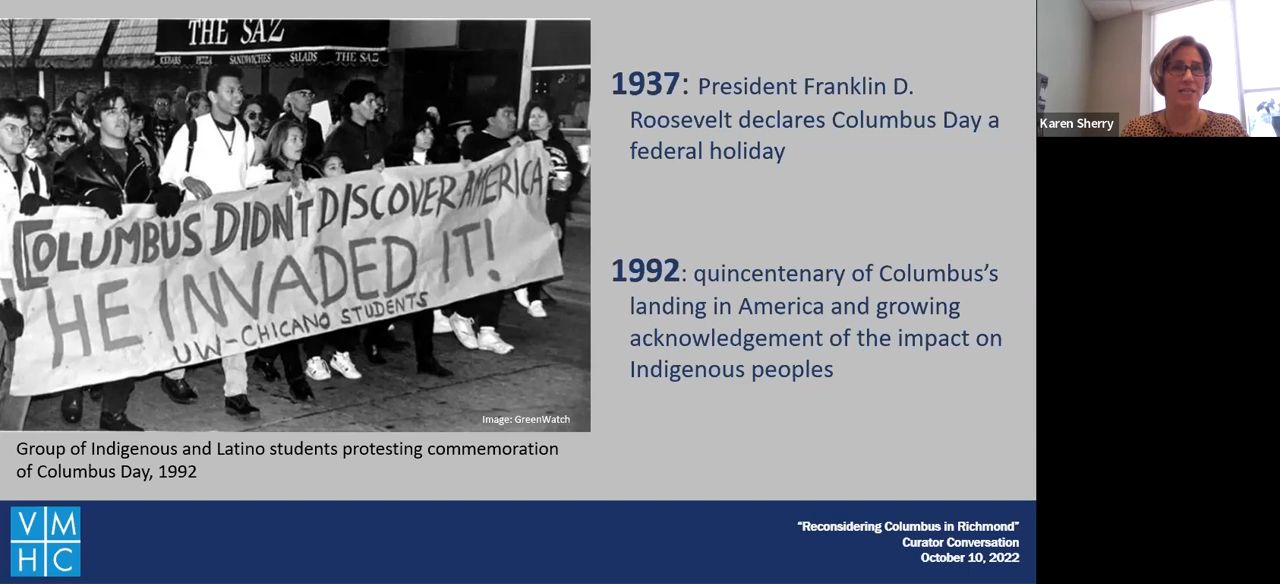 THE SAZ
KEBABS PIZZA SANDWICHES SALADS THE SAZ
COLUMBUS DIDN'T DISCOVER AMERICA
HE INVADED IT!
UW-CHICANO STUDENTS
Image: GreenWatch
Group of Indigenous and Latino students protesting commemoration
of Columbus Day, 1992
1937: President Franklin D.
Roosevelt declares Columbus Day a
federal holiday
1992: quincentenary of Columbus’s
landing in America and growing
acknowledgement of the impact on
Indigenous peoples
Karen Sherry
V M
H C
“Reconsidering Columbus in Richmond”
Curator Conversation
October 10, 2022